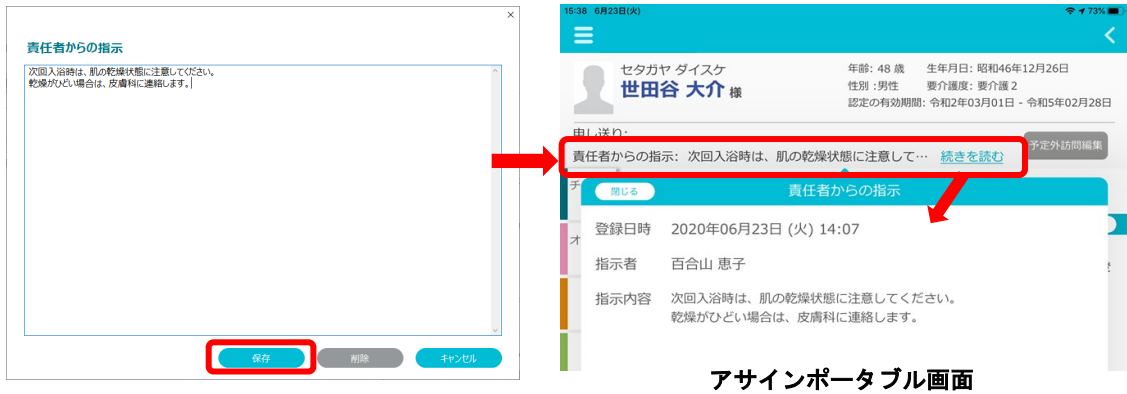 責任者からの指示
次回入浴時は、肌の乾燥状態に注意してください。
乾燥がひどい場合は、皮膚科に連絡します。
保存
削除
キャンセル
15:38 6月23日(火)
73%
セタガヤ ダイスケ
世田谷 大介 様
年齢: 48 歳 生年月日: 昭和46年12月26日
性別 :男性 要介護度: 要介護 2
認定の有効期間: 令和2年03月01日 - 令和5年02月28日
申し送り:
予定外訪問編集
責任者からの指示: 次回入浴時は、肌の乾燥状態に注意して… 続きを読む
チ
オ
閉じる
責任者からの指示
登録日時 2020年06月23日 (火) 14:07
指示者 百合山 恵子
指示内容 次回入浴時は、肌の乾燥状態に注意してください。
乾燥がひどい場合は、皮膚科に連絡します。
アサインポータブル画面